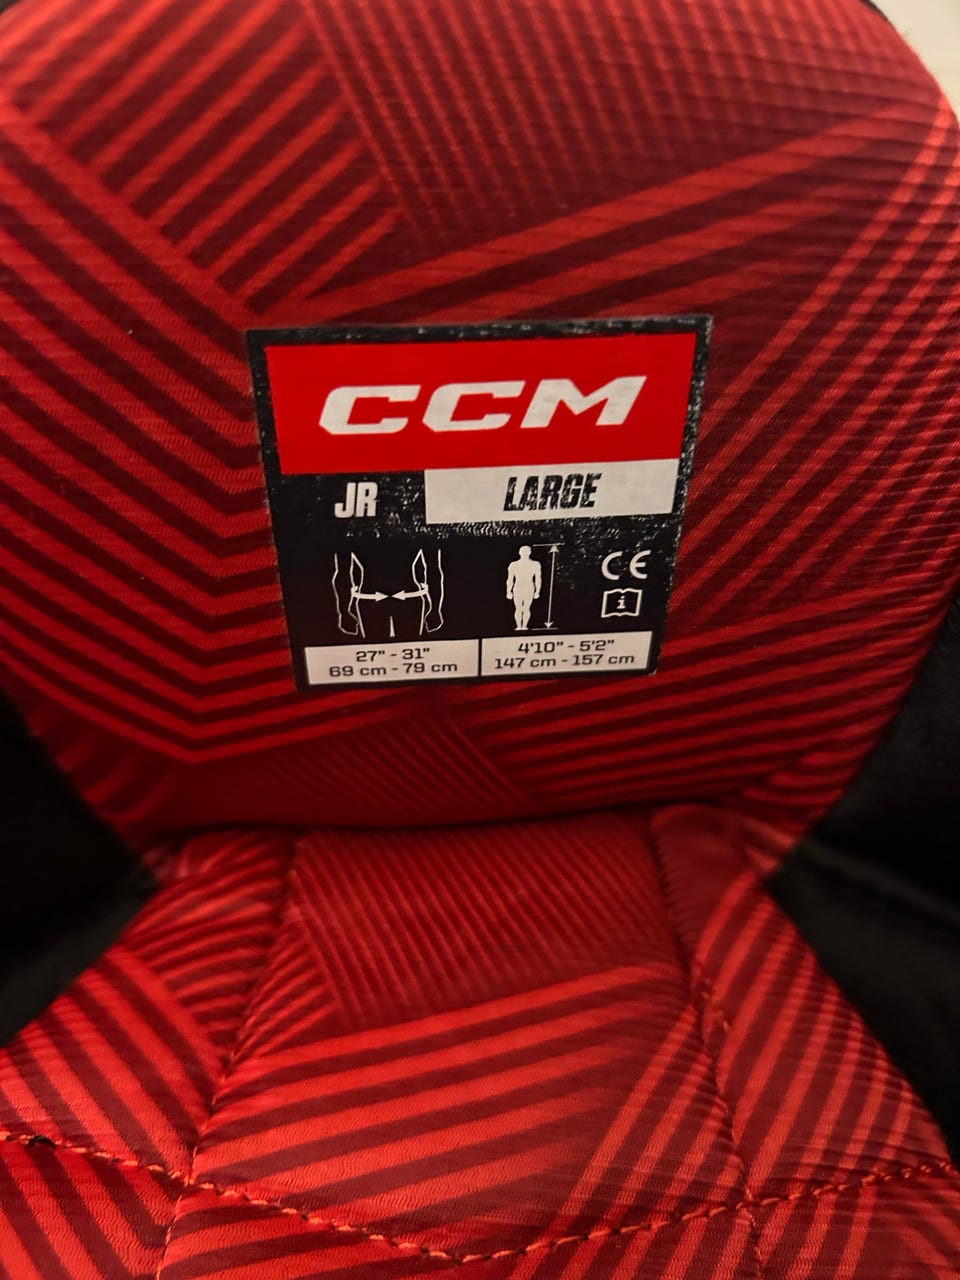 CCM
JR LARGE
CE
i
27" - 31"
69 cm - 79 cm
4'10" - 5'2"
147 cm - 157 cm